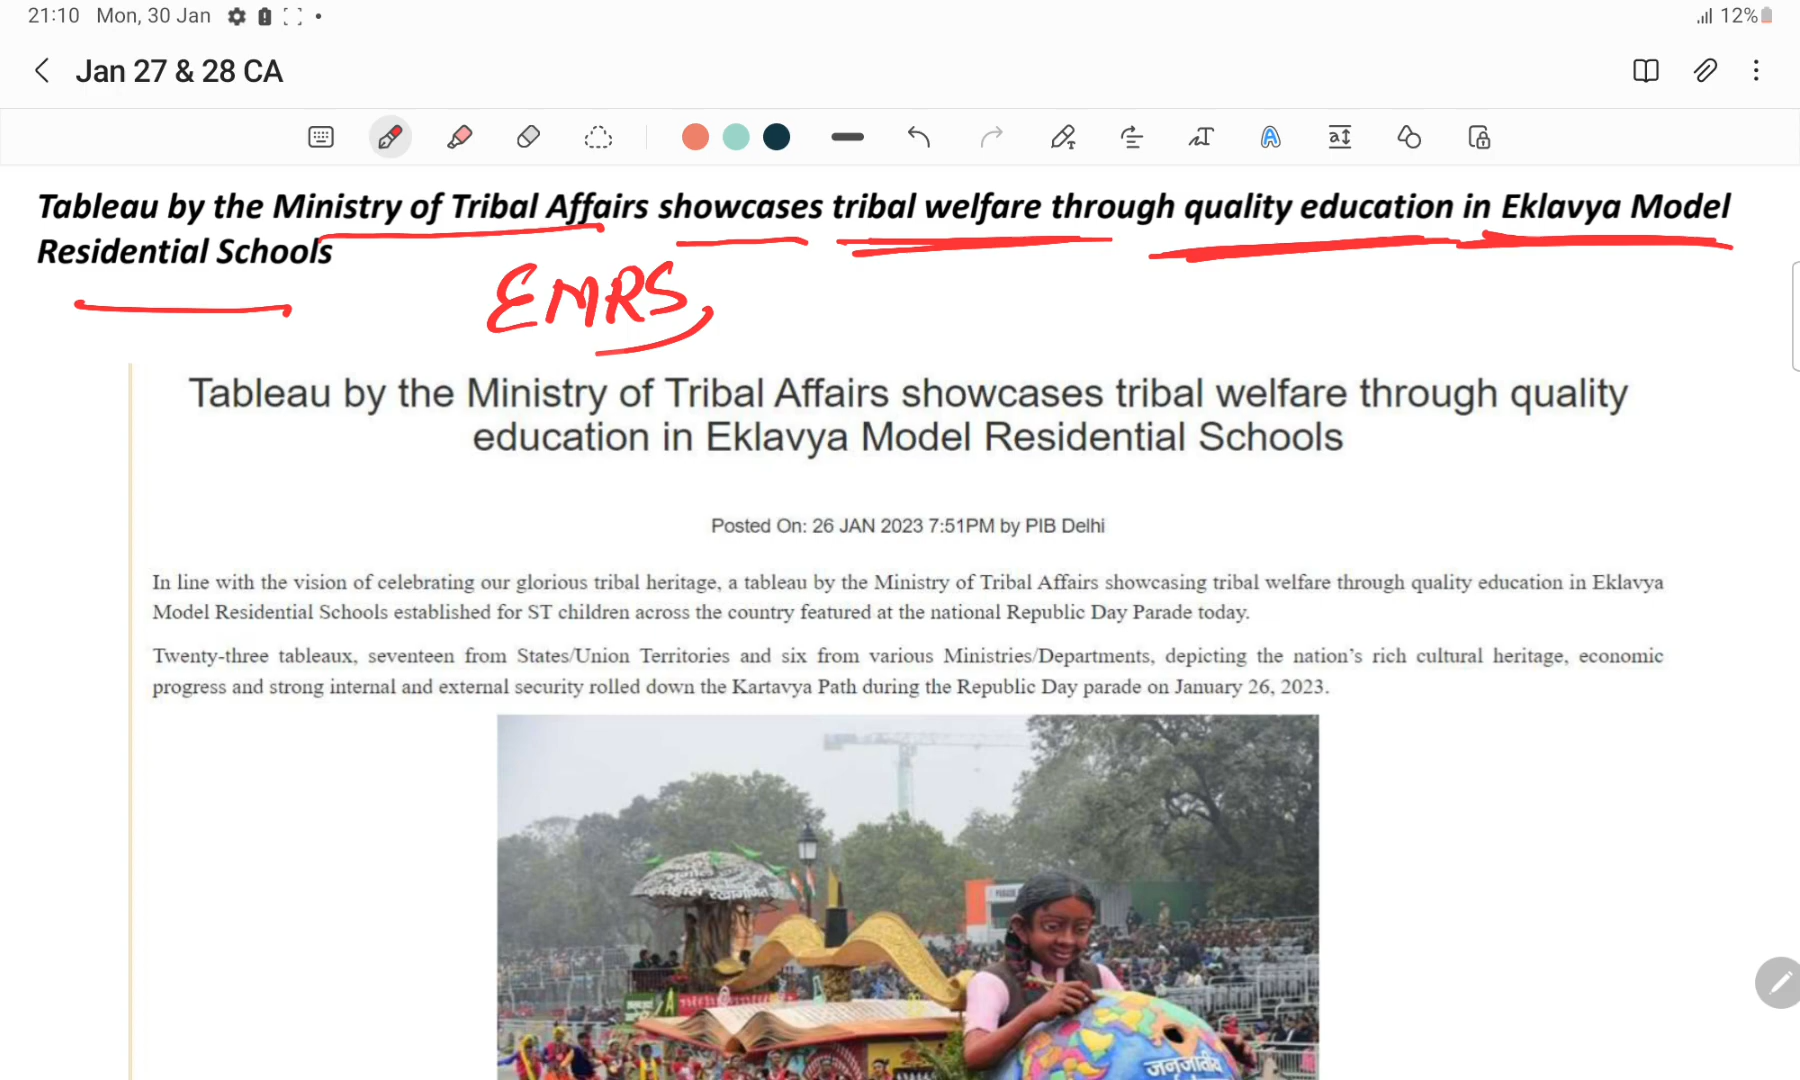 21:10 Mon, 30 Jan
12%
Jan 27 & 28 CA
Tableau by the Ministry of Tribal Affairs showcases tribal welfare through quality education in Eklavya Model
Residential Schools
EMRS,
Tableau by the Ministry of Tribal Affairs showcases tribal welfare through quality
education in Eklavya Model Residential Schools
Posted On: 26 JAN 2023 7:51PM by PIB Delhi
In line with the vision of celebrating our glorious tribal heritage, a tableau by the Ministry of Tribal Affairs showcasing tribal welfare through quality education in Eklavya
Model Residential Schools established for ST children across the country featured at the national Republic Day Parade today.
Twenty-three tableaux, seventeen from States/Union Territories and six from various Ministries/Departments, depicting the nation's rich cultural heritage, economic
progress and strong internal and external security rolled down the Kartavya Path during the Republic Day parade on January 26, 2023.
जनजातीय